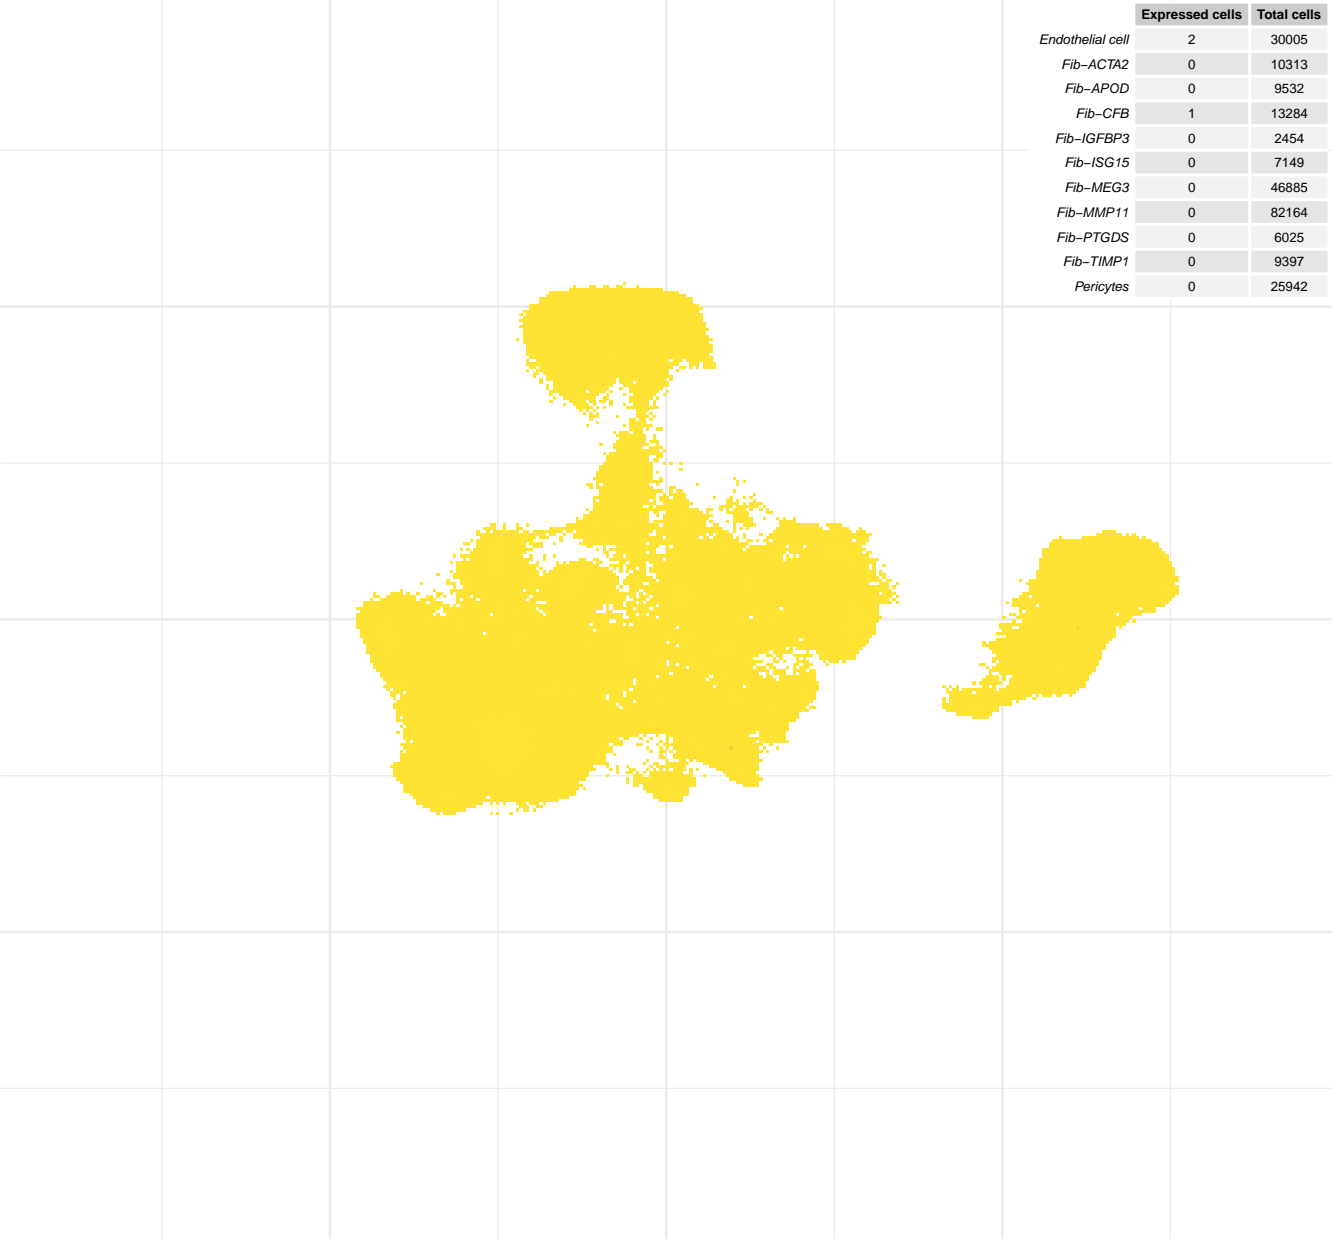 Expressed cells Total cells
Endothelial cell 2 30005
Fib−ACTA2 0 10313
Fib−APOD 0 9532
Fib−CFB 1 13284
Fib−IGFBP3 0 2454
Fib−ISG15 0 7149
Fib−MEG3 0 46885
Fib−MMP11 0 82164
Fib−PTGDS 0 6025
Fib−TIMP1 0 9397
Pericytes 0 25942